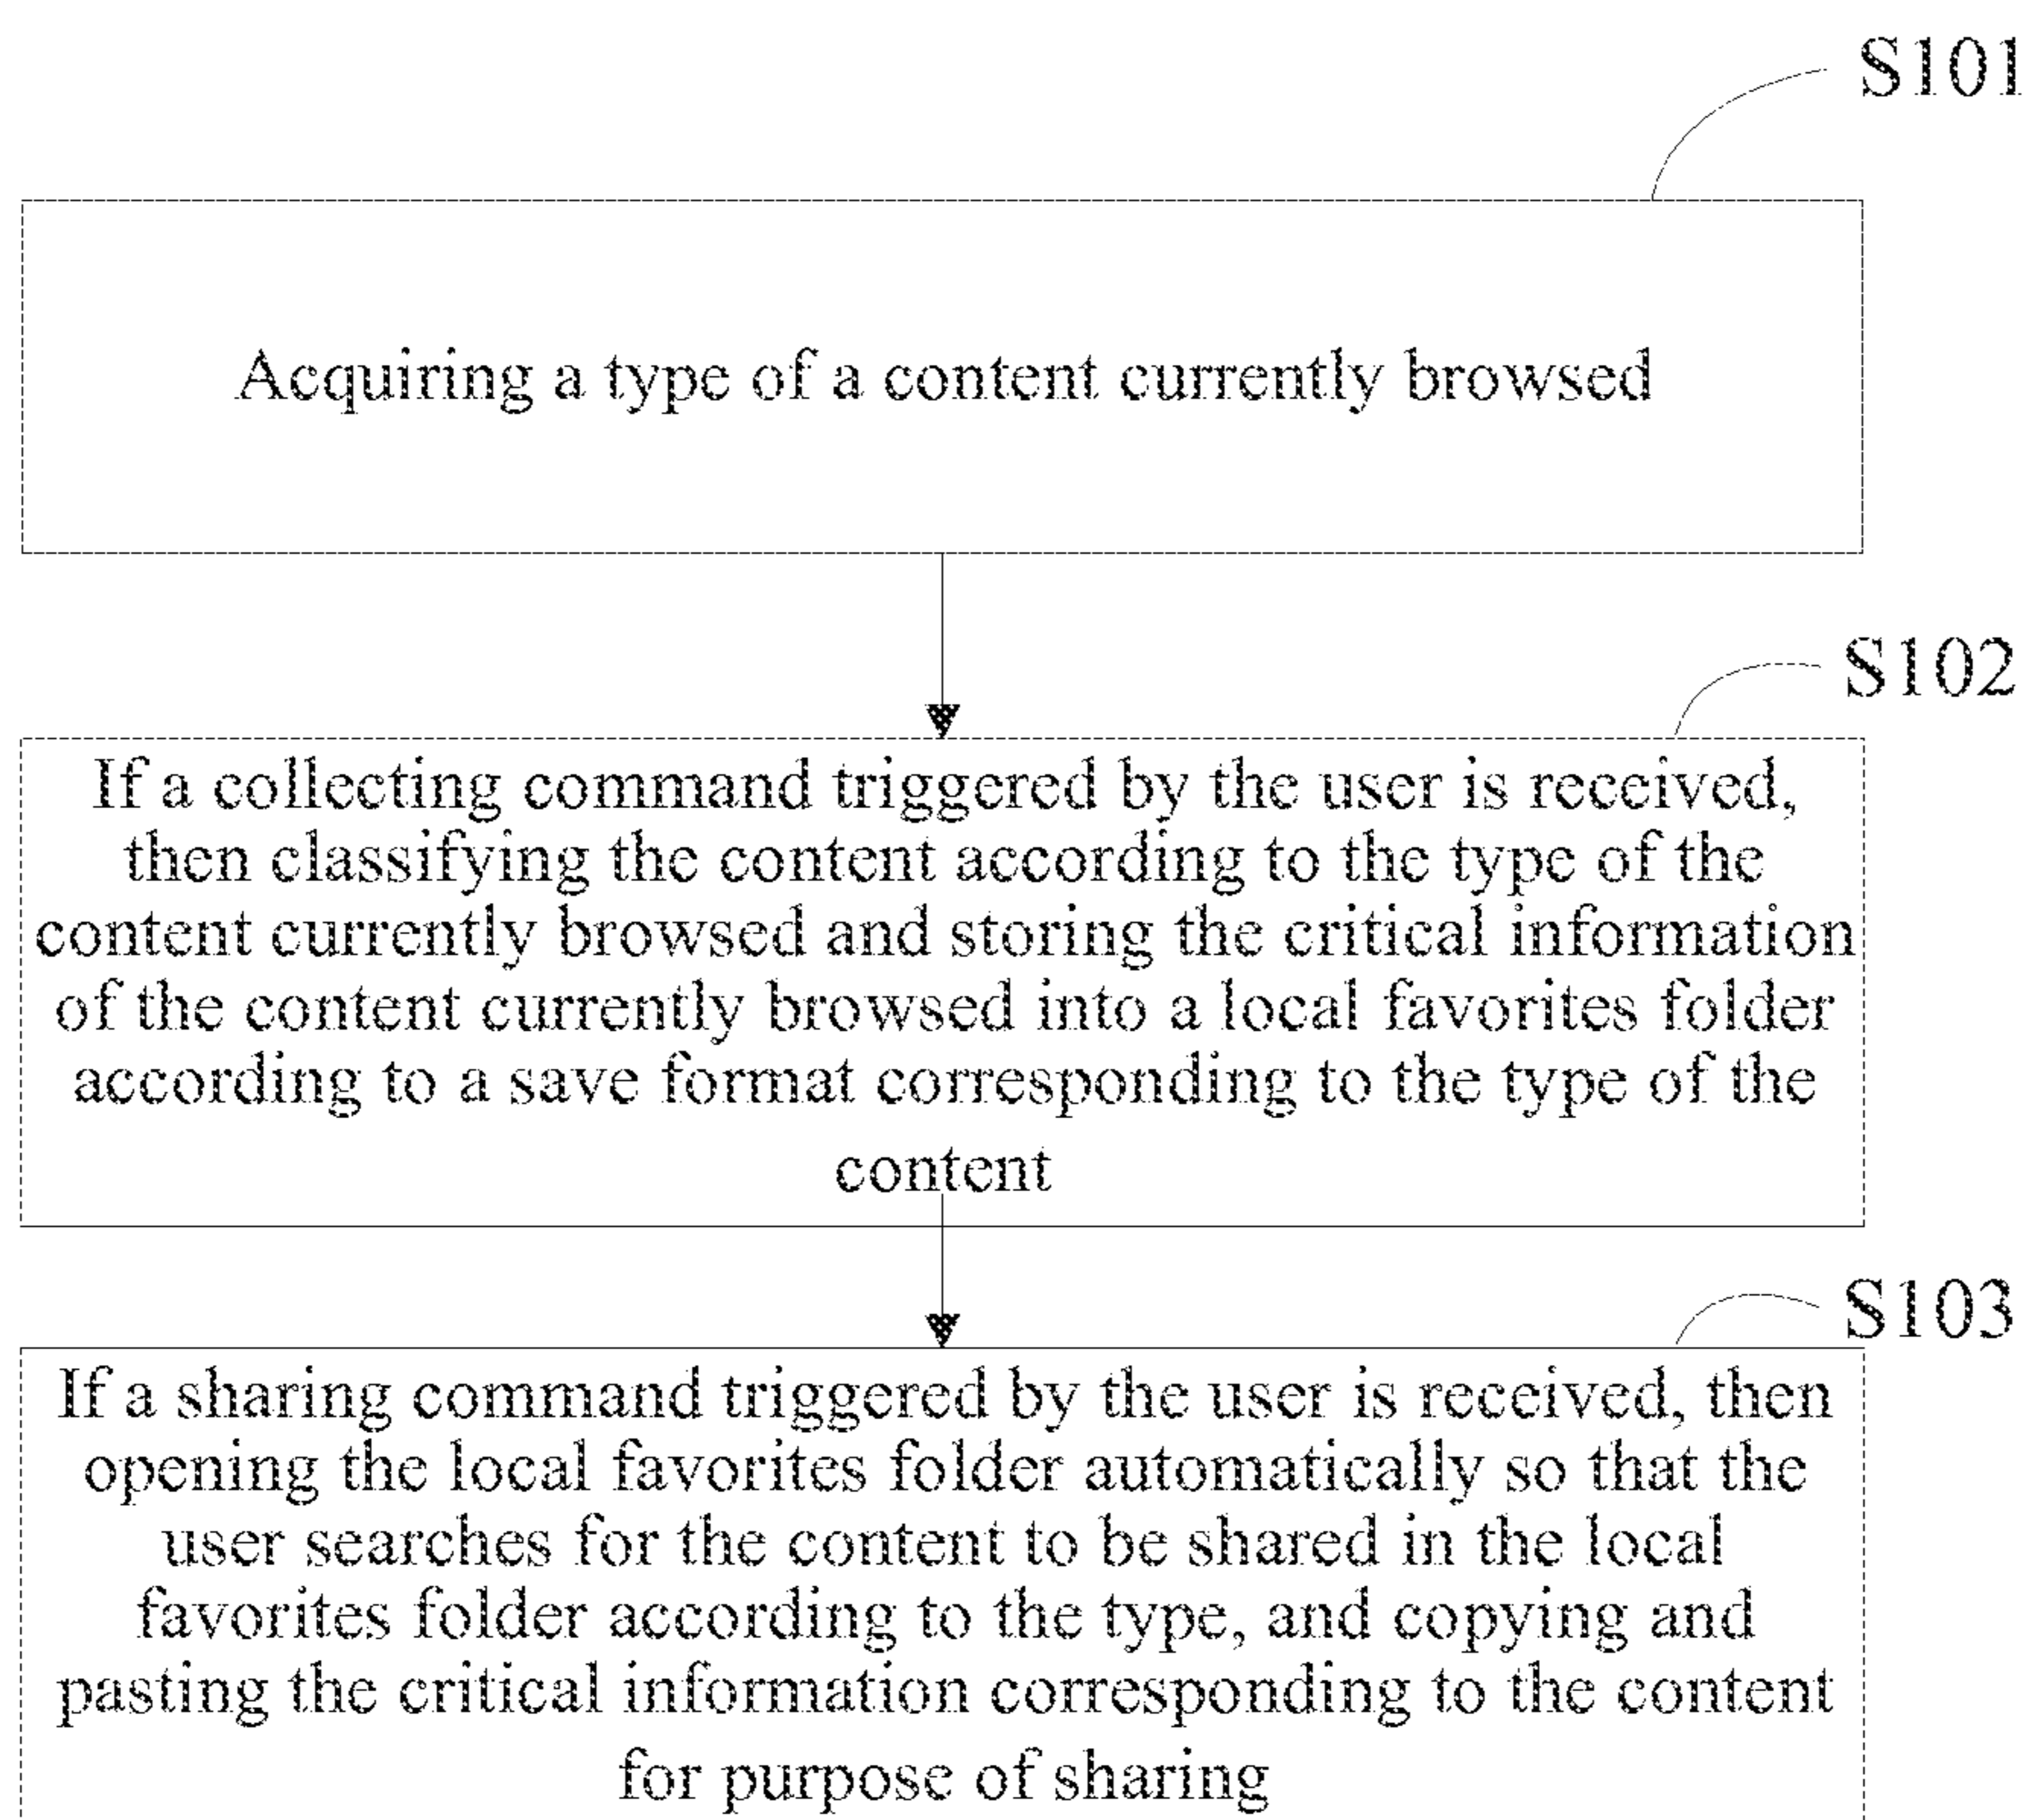 S101
Acquiring a type of a content currently browsed
S102
If a collecting command triggered by the user is received,
then classifying the content according to the type of the
content currently browsed and storing the critical information
of the content currently browsed into a local favorites folder
according to a save format corresponding to the type of the
content
S103
If a sharing command triggered by the user is received, then
opening the local favorites folder automatically so that the
user searches for the content to be shared in the local
favorites folder according to the type, and copying and
pasting the critical information corresponding to the content
for purpose of sharing